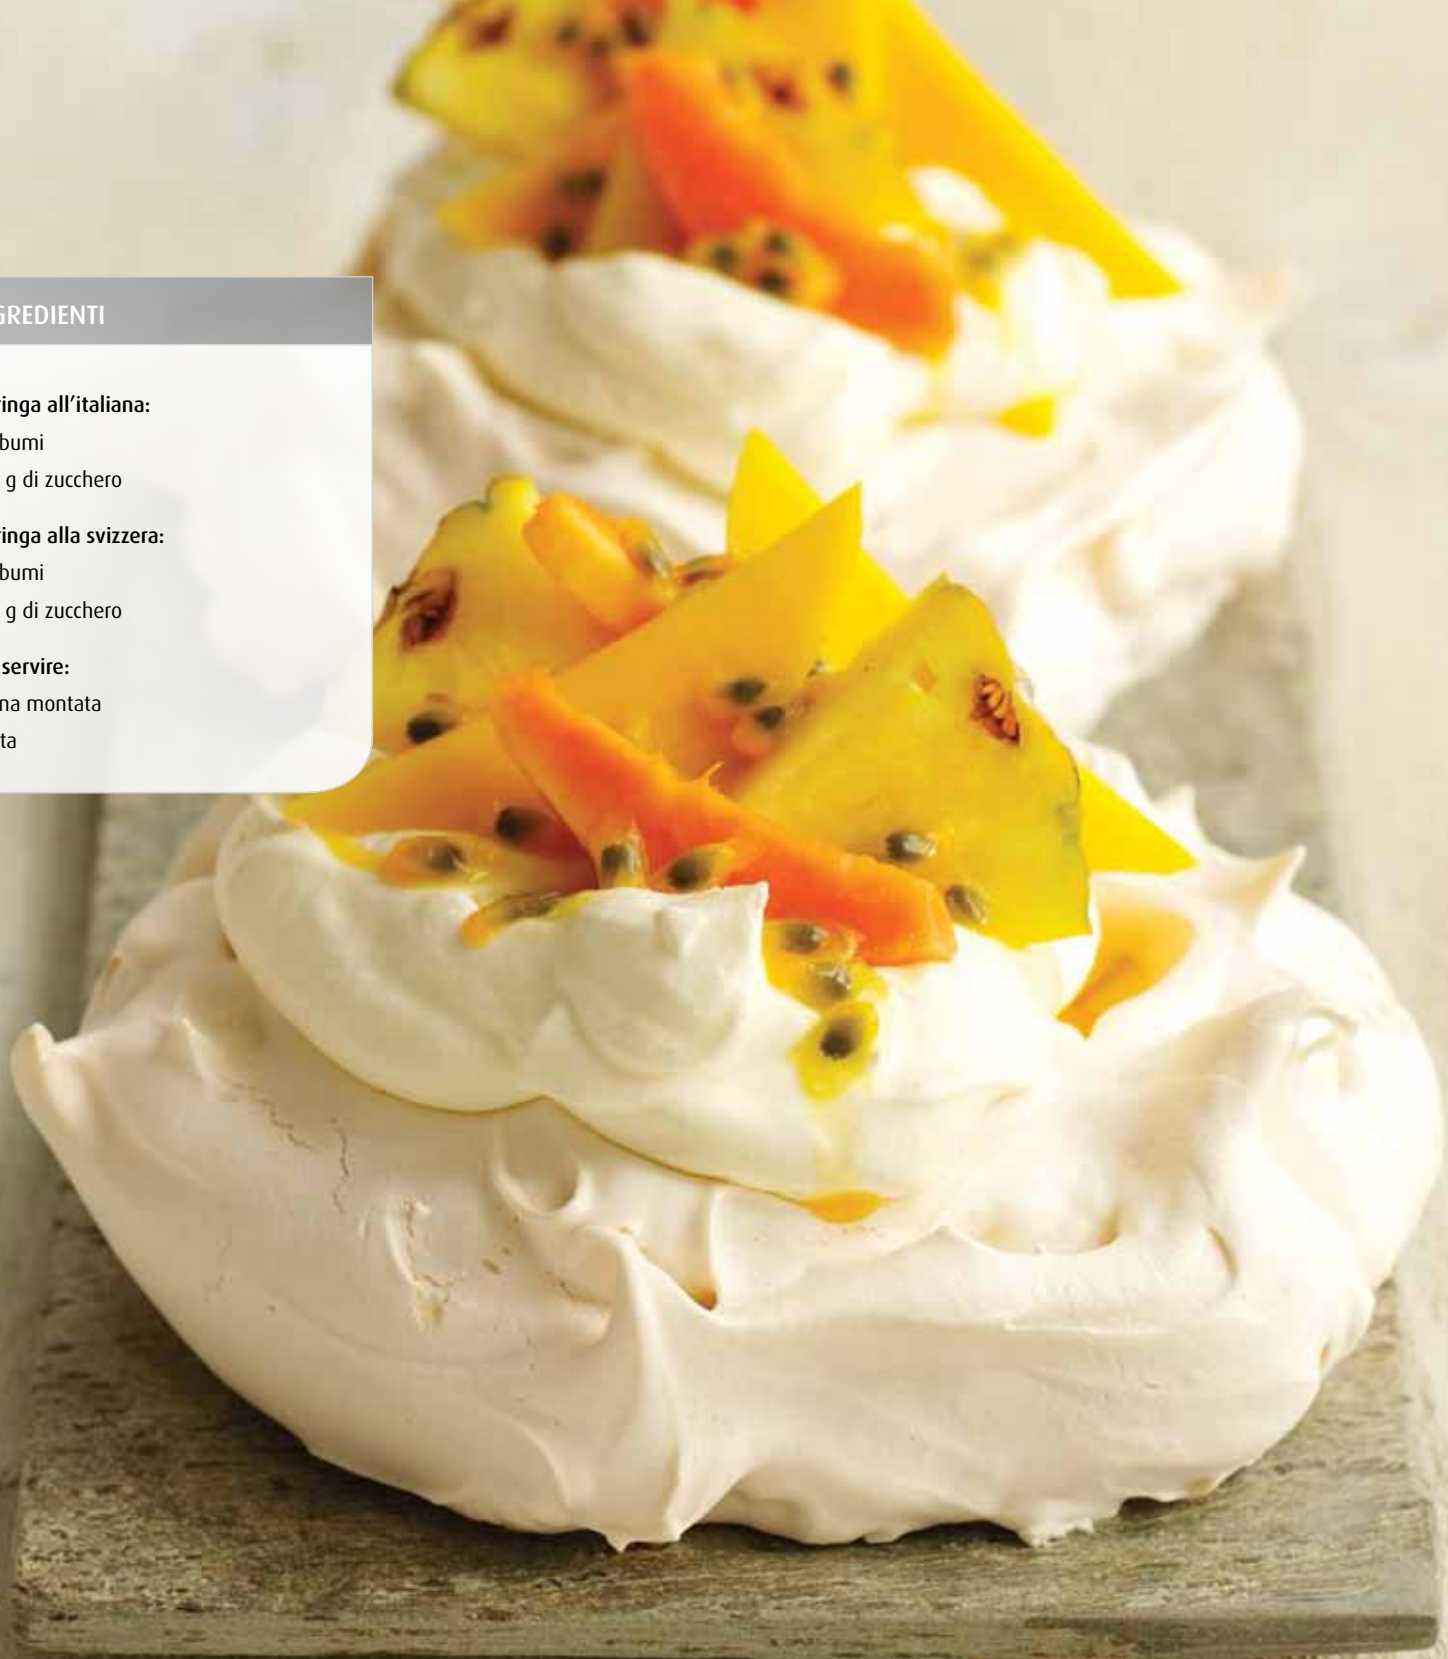 GREDIENTI
inga all’italiana:
bumi
g di zucchero
inga alla svizzera:
bumi
g di zucchero
servire:
na montata
ta